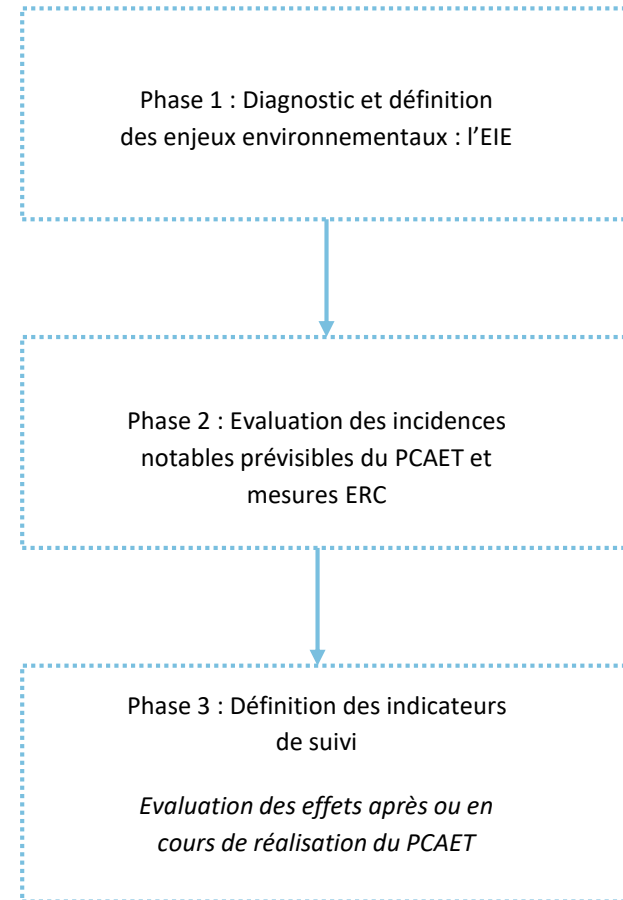 Phase 1 : Diagnostic et définition
des enjeux environnementaux : l’EIE
Phase 2 : Evaluation des incidences
notables prévisibles du PCAET et
mesures ERC
Phase 3 : Définition des indicateurs
de suivi
Evaluation des effets après ou en
cours de réalisation du PCAET